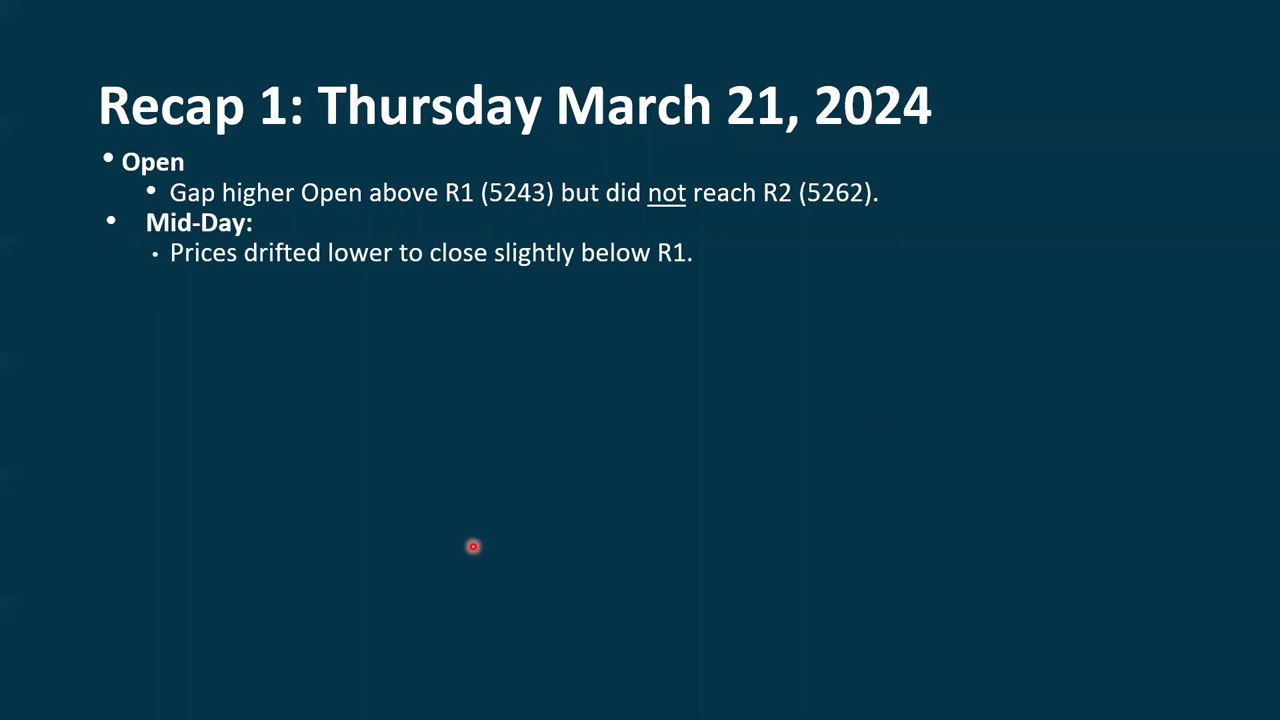 Recap 1: Thursday March 21, 2024
• Open
• Gap higher Open above R1 (5243) but did not reach R2 (5262).
• Mid-Day:
• Prices drifted lower to close slightly below R1.